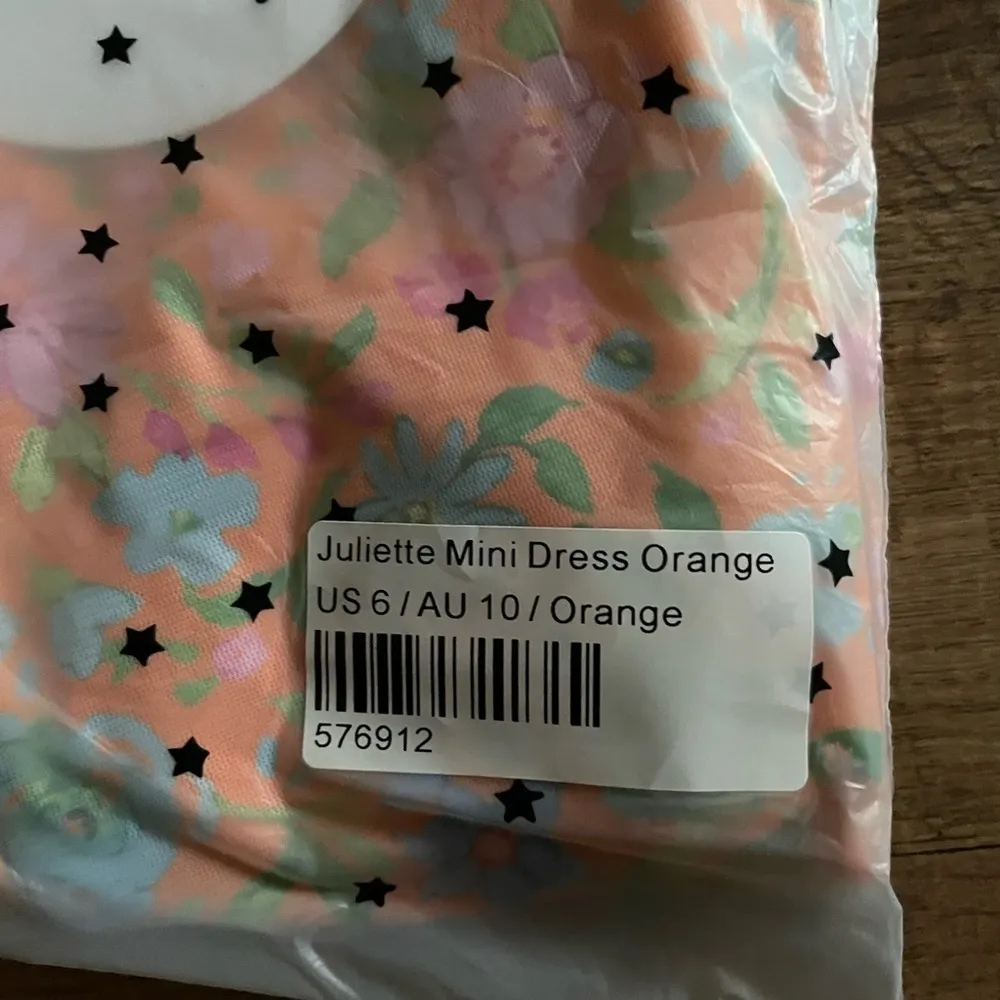 Juliette Mini Dress Orange
US 6 / AU 10 / Orange
576912